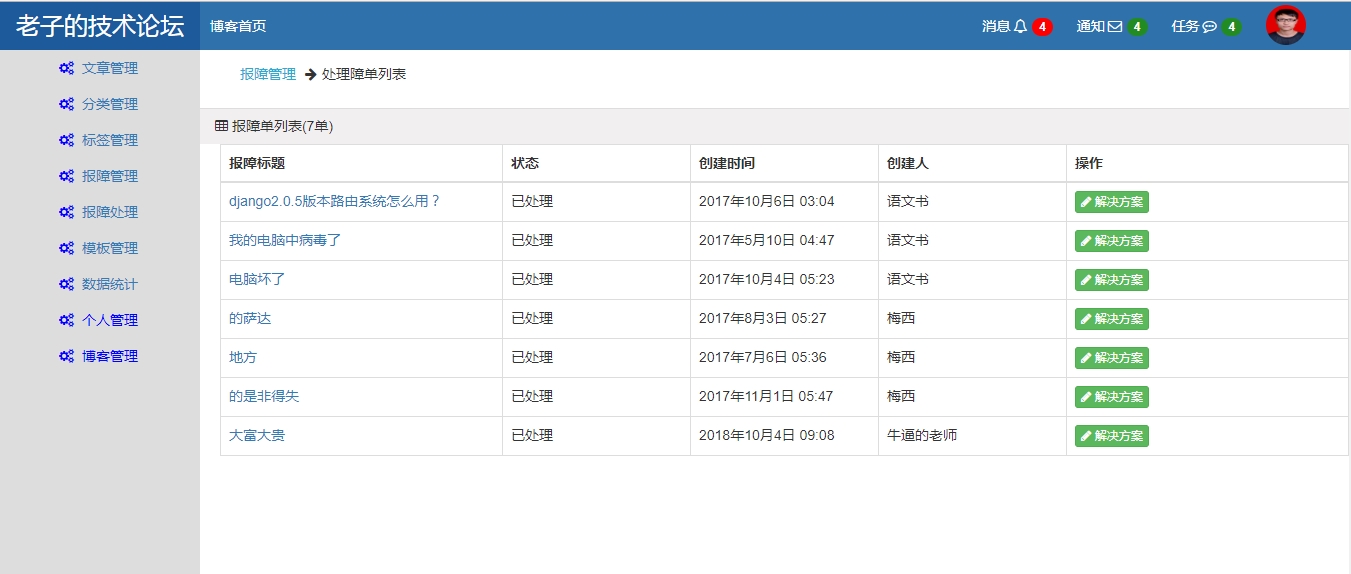 老子的技术论坛 博客首页 消息 4 通知 4 任务 4
文章管理
分类管理
标签管理
报障管理
报障处理
模板管理
数据统计
个人管理
博客管理
报障管理 处理障单列表
报障单列表(7单)
报障标题 状态 创建时间 创建人 操作
django2.0.5版本路由系统怎么用？ 已处理 2017年10月6日 03:04 语文书 解决方案
我的电脑中病毒了 已处理 2017年5月10日 04:47 语文书 解决方案
电脑坏了 已处理 2017年10月4日 05:23 语文书 解决方案
的萨达 已处理 2017年8月3日 05:27 梅西 解决方案
地方 已处理 2017年7月6日 05:36 梅西 解决方案
的是非得失 已处理 2017年11月1日 05:47 梅西 解决方案
大富大贵 已处理 2018年10月4日 09:08 牛逼的老师 解决方案